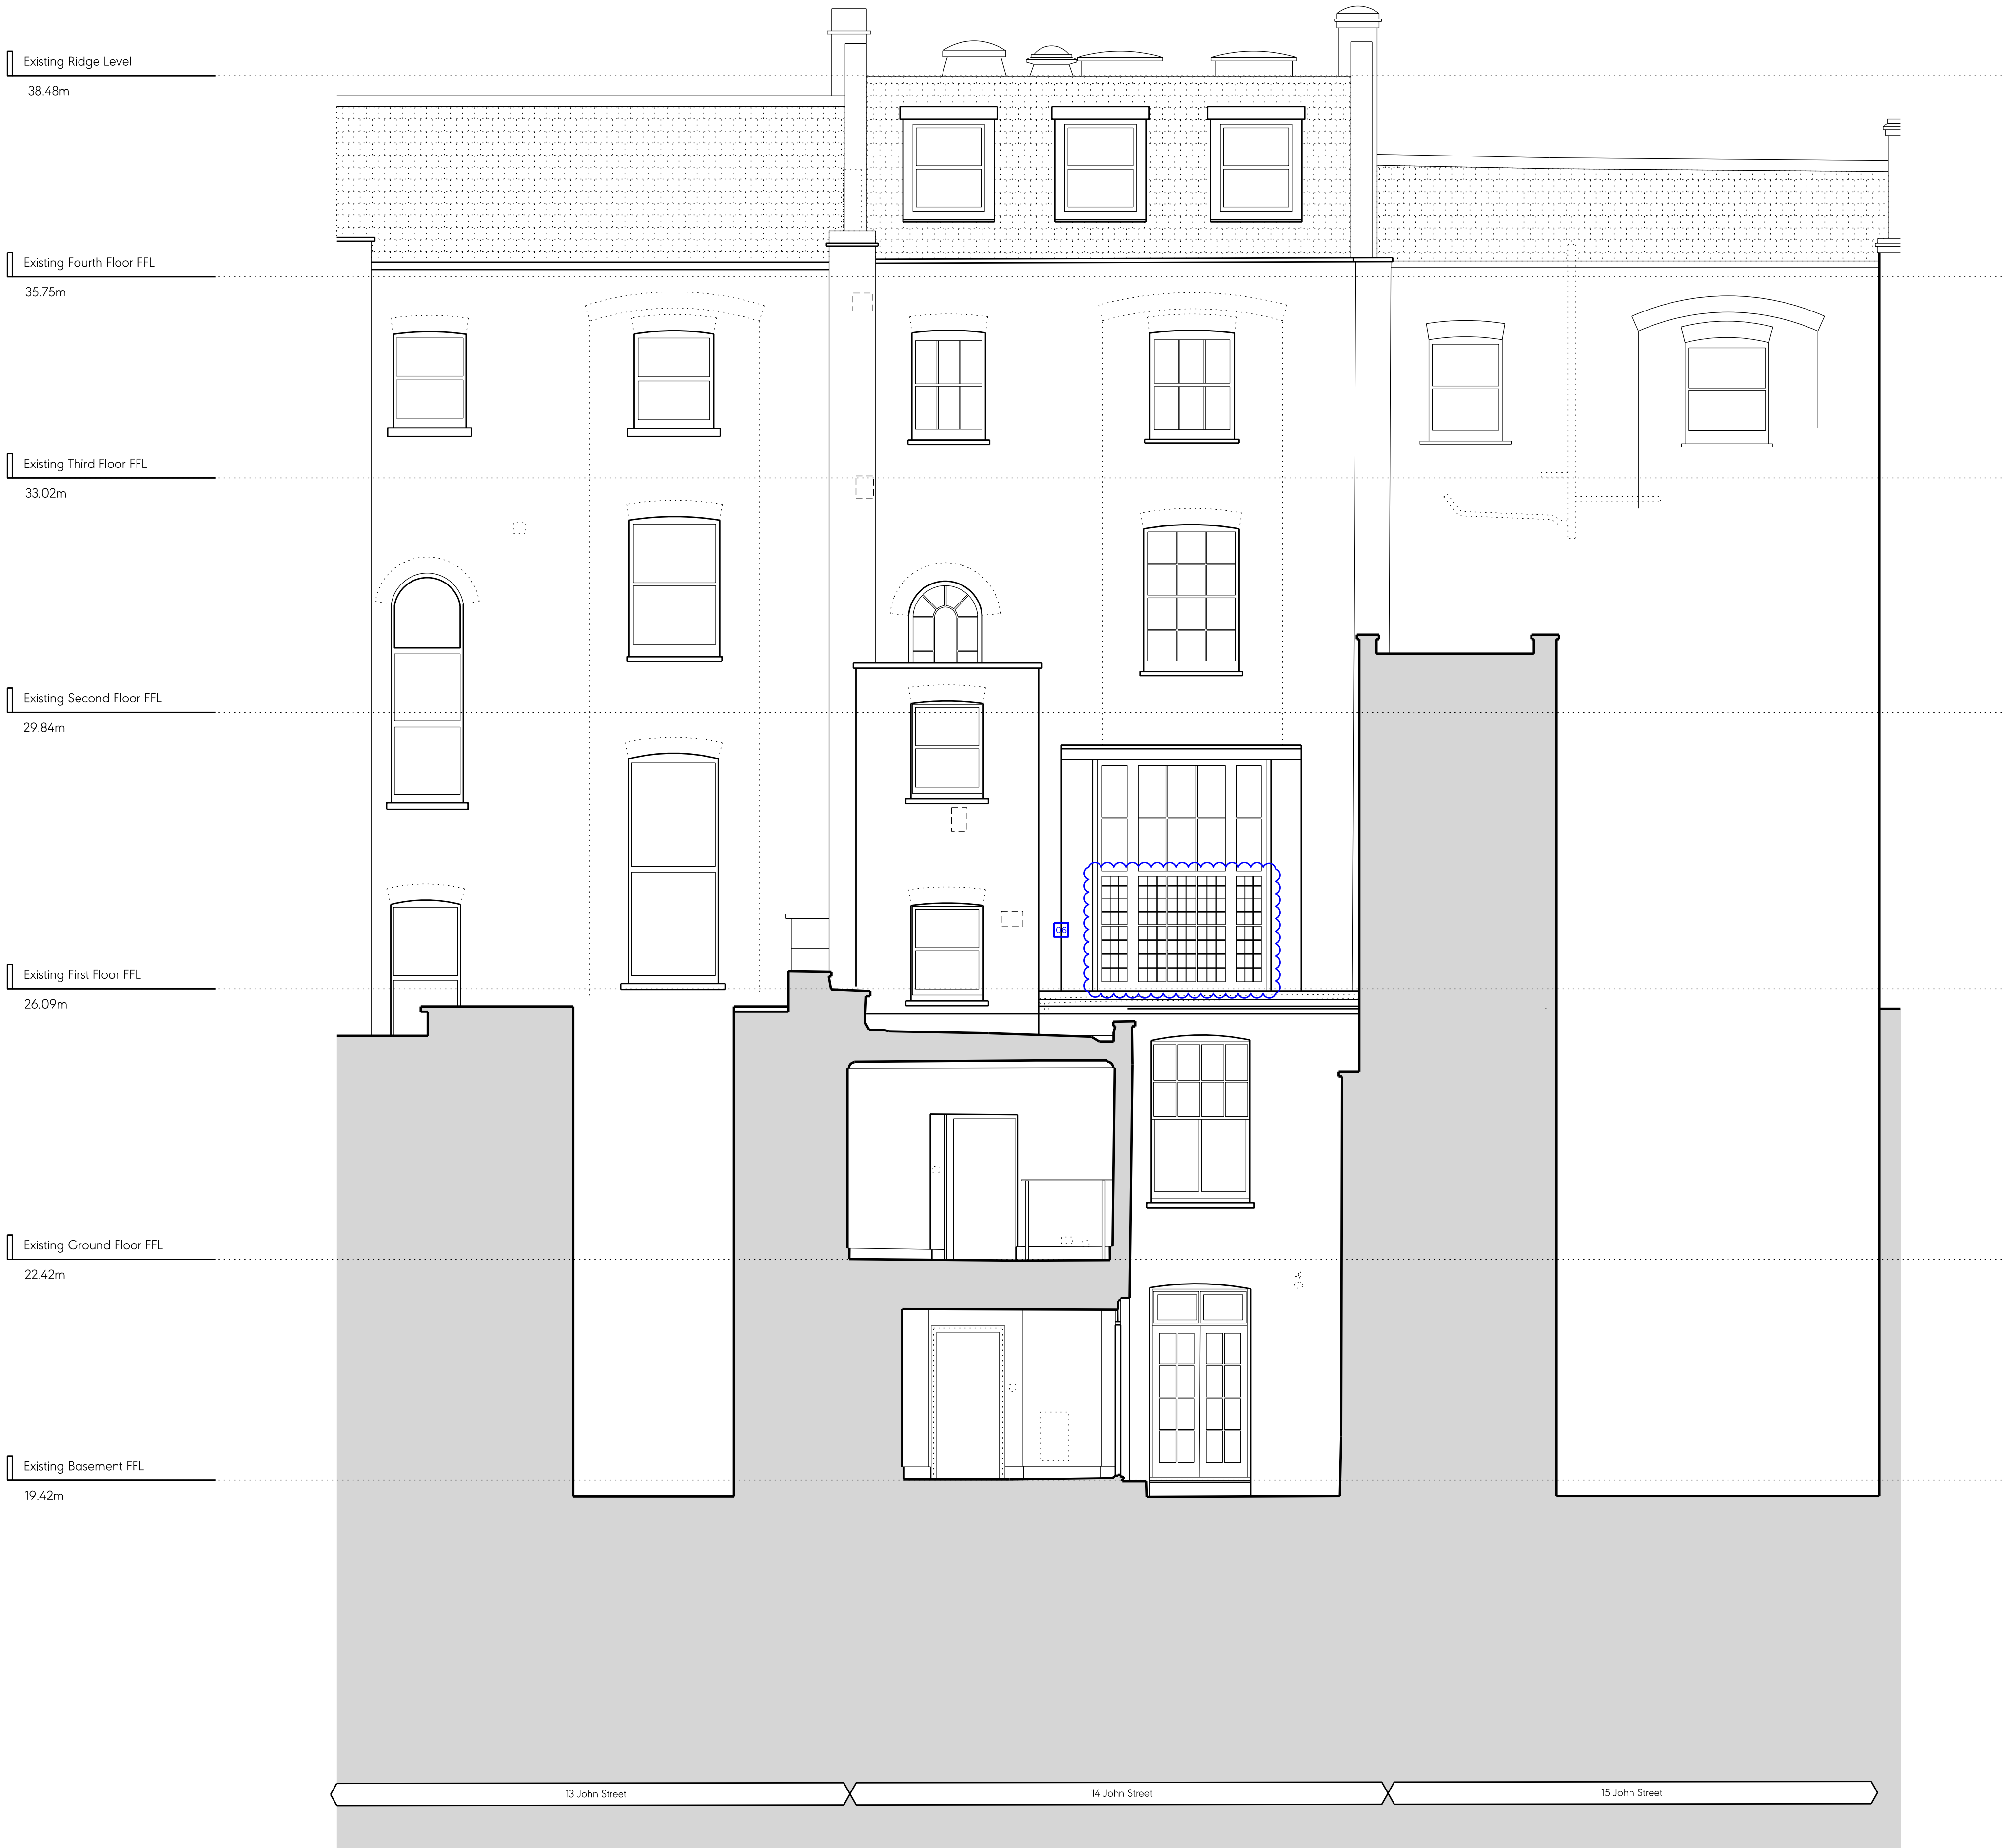 Existing Ridge Level
38.48m
Existing Fourth Floor FFL
35.75m
Existing Third Floor FFL
33.02m
Existing Second Floor FFL
29.84m
06
Existing First Floor FFL
26.09m
Existing Ground Floor FFL
22.42m
Existing Basement FFL
19.42m
13 John Street
14 John Street
15 John Street